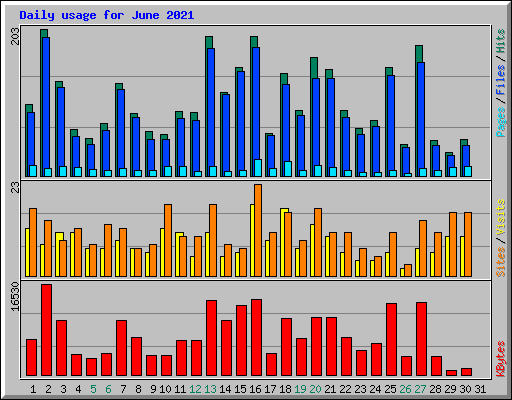 Daily usage for June 2021
203
Pages / Files / Hits
23
Sites / Visits
16530
KBytes
1 2 3 4 5 6 7 8 9 10 11 12 13 14 15 16 17 18 19 20 21 22 23 24 25 26 27 28 29 30 31